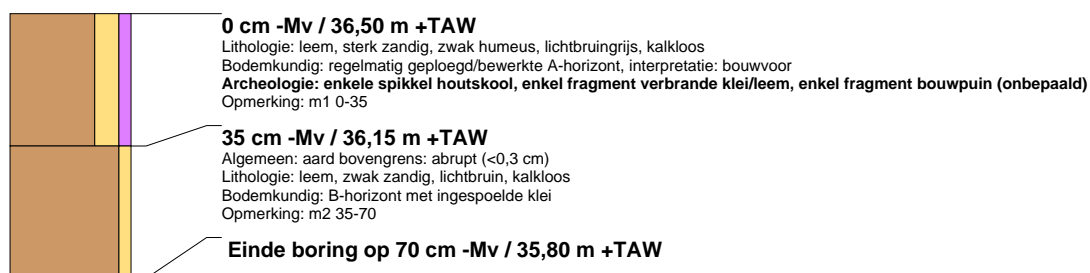 0 cm -Mv / 36,50 m +TAW
Lithologie: leem, sterk zandig, zwak humeus, lichtbruingrijs, kalkloos
Bodemkundig: regelmatig geploegd/bewerkte A-horizont, interpretatie: bouwvoor
Archeologie: enkele spikkel houtskool, enkel fragment verbrande klei/leem, enkel fragment bouwpuin (onbepaald)
Opmerking: m1 0-35
35 cm -Mv / 36,15 m +TAW
Algemeen: aard bovengrens: abrupt (<0,3 cm)
Lithologie: leem, zwak zandig, lichtbruin, kalkloos
Bodemkundig: B-horizont met ingespoelde klei
Opmerking: m2 35-70
Einde boring op 70 cm -Mv / 35,80 m +TAW